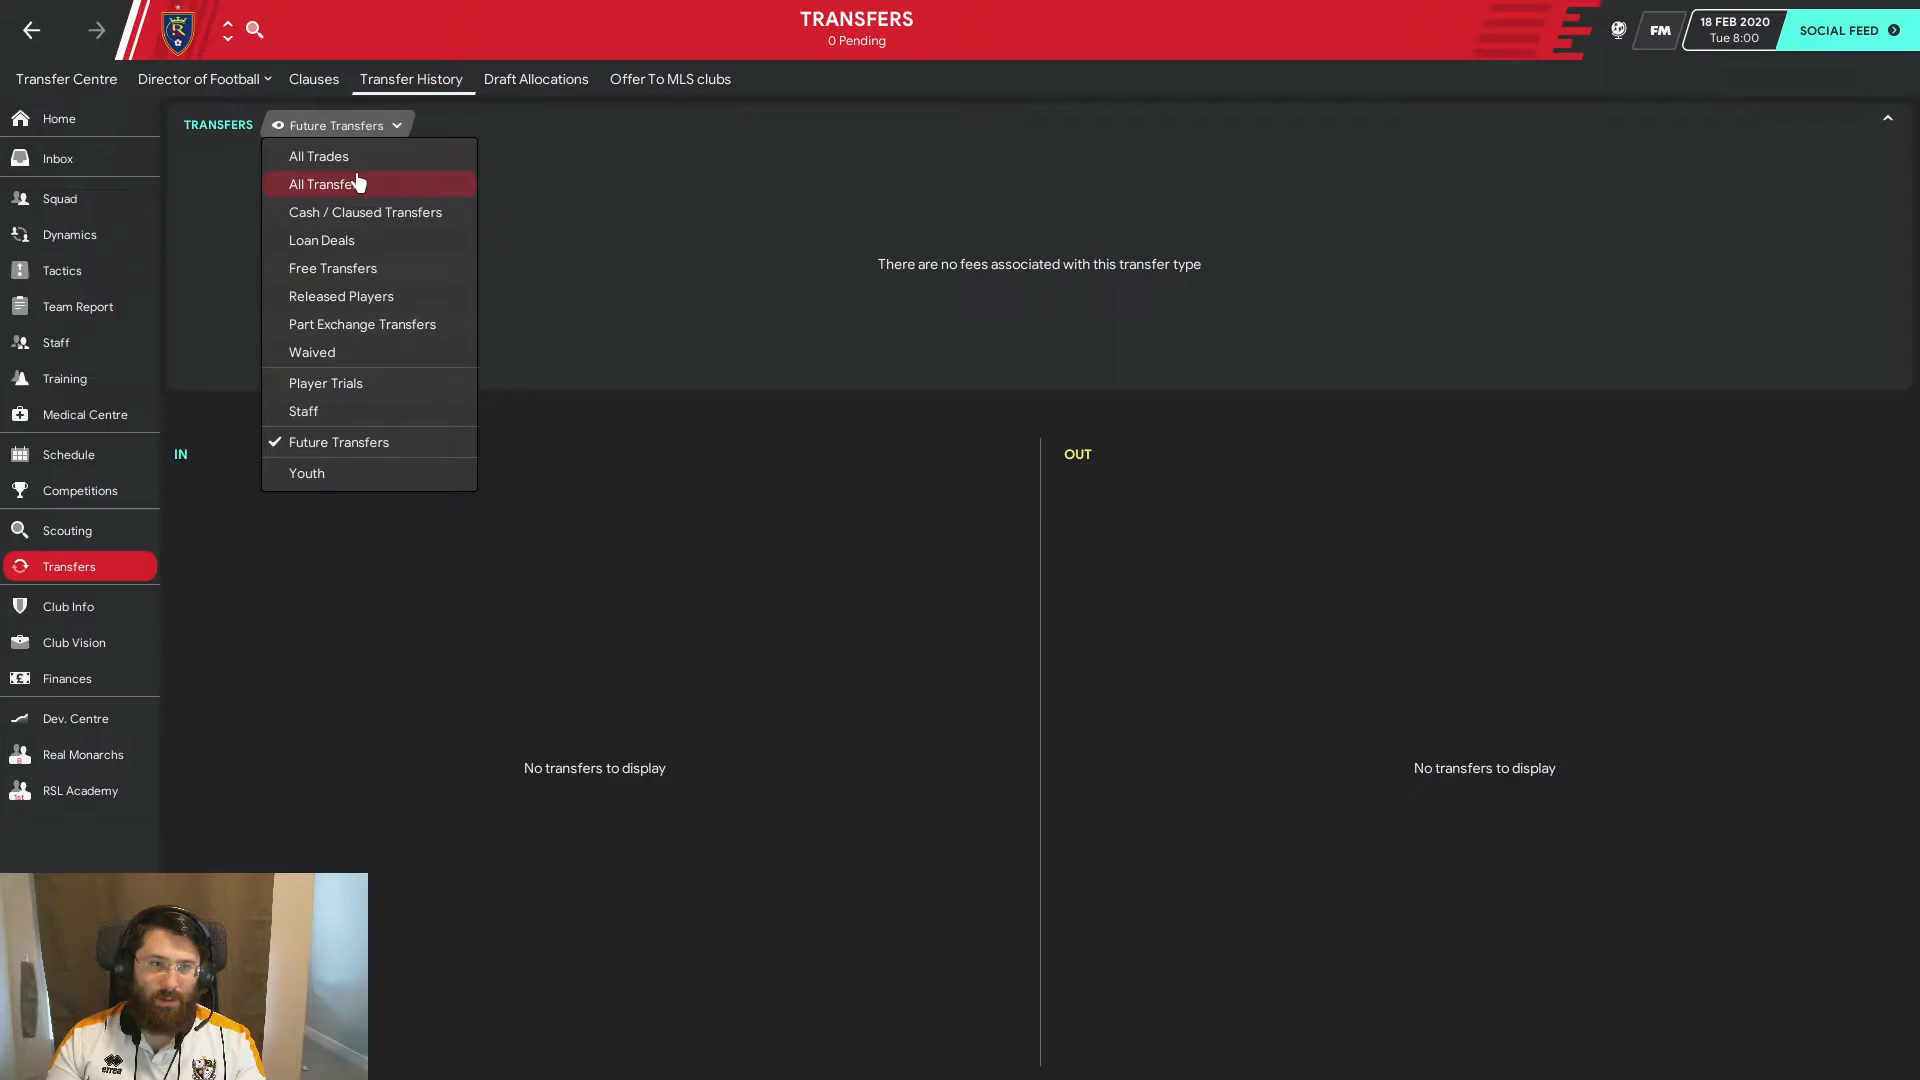 TRANSFERS
0 Pending
FM
18 FEB 2020
Tue 8:00
SOCIAL FEED
Transfer Centre
Director of Football
Clauses
Transfer History
Draft Allocations
Offer To MLS clubs
Home
Inbox
Squad
Dynamics
Tactics
Team Report
Staff
Training
Medical Centre
Schedule
Competitions
Scouting
Transfers
Club Info
Club Vision
Finances
Dev. Centre
Real Monarchs
RSL Academy
TRANSFERS
Future Transfers
All Trades
All Transfe
Cash / Claused Transfers
Loan Deals
Free Transfers
Released Players
Part Exchange Transfers
Waived
Player Trials
Staff
Future Transfers
Youth
There are no fees associated with this transfer type
IN
OUT
No transfers to display
No transfers to display
errea